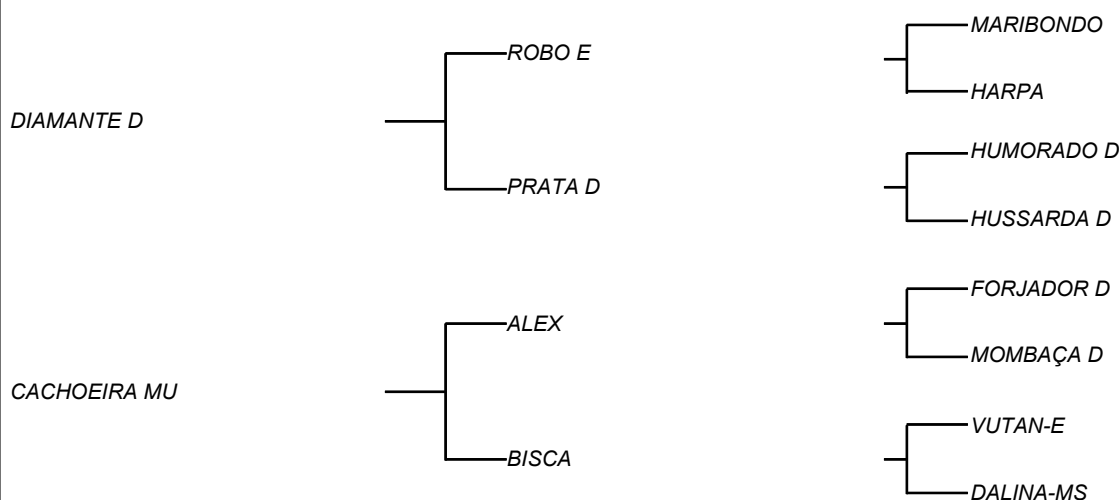 MARIBONDO
ROBO E
HARPA
DIAMANTE D
HUMORADO D
PRATA D
HUSSARDA D
FORJADOR D
ALEX
MOMBAÇA D
CACHOEIRA MU
VUTAN-E
BISCA
DALINA-MS